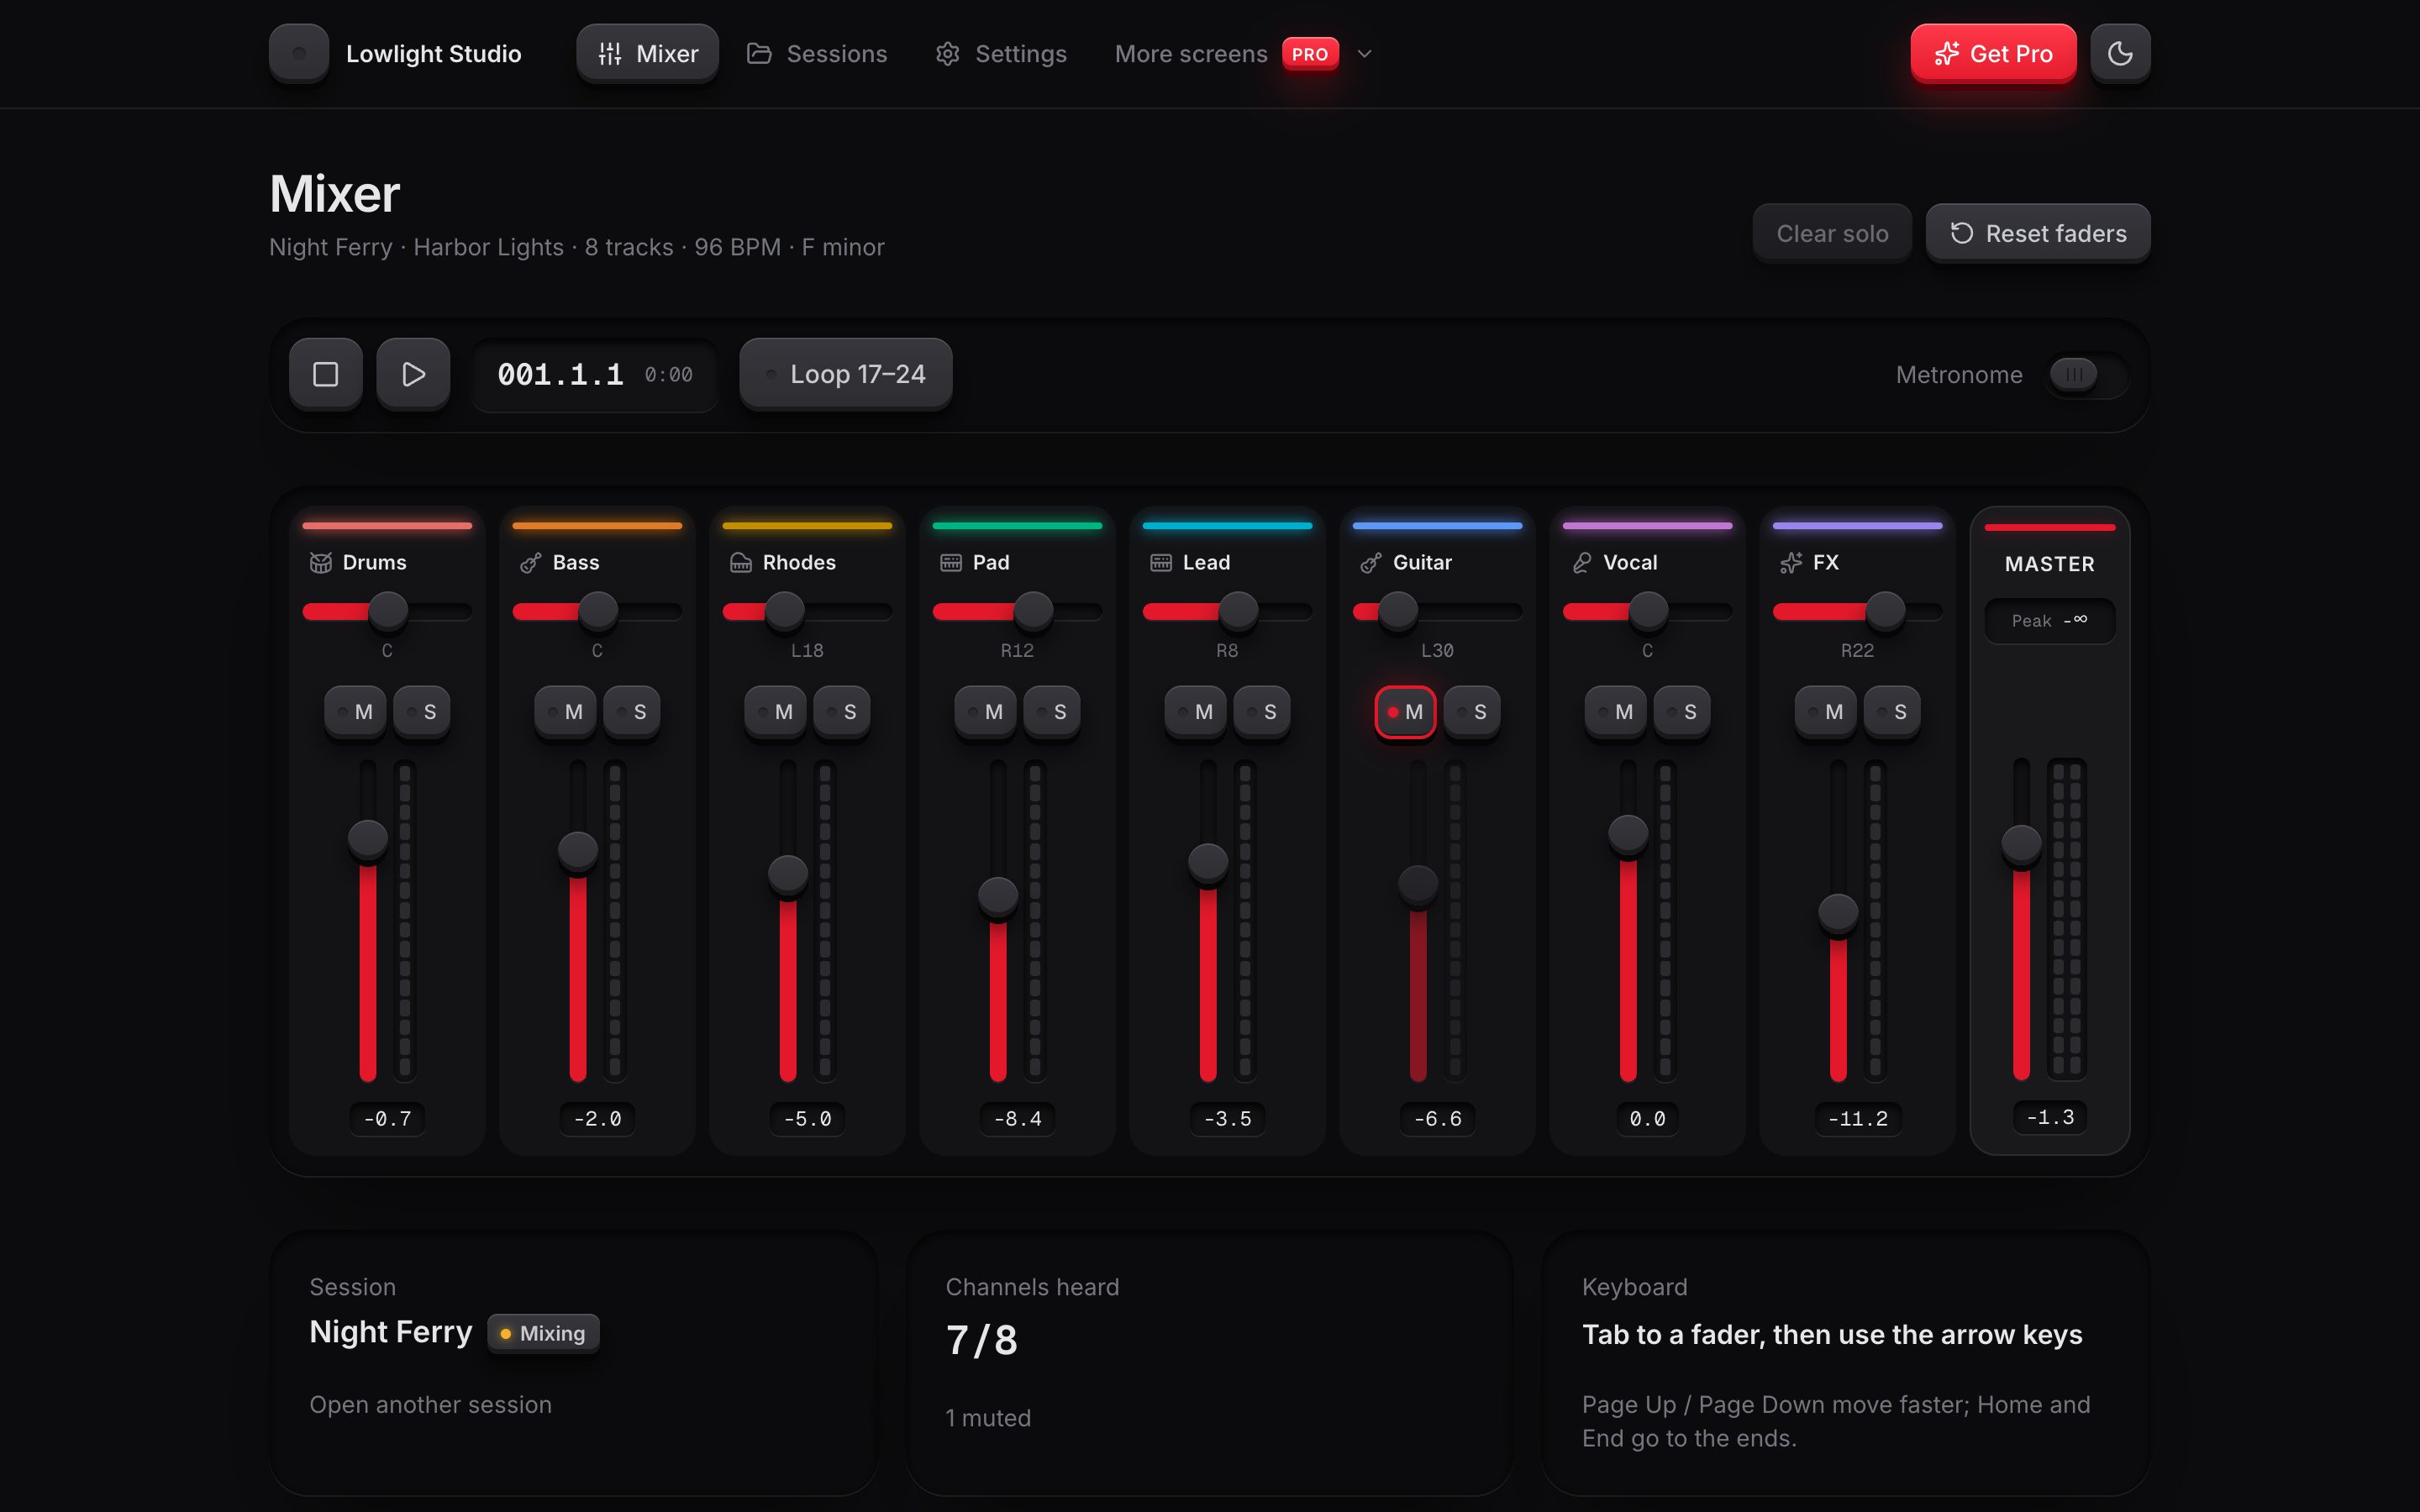 Lowlight Studio
Mixer
Sessions
Settings
More screens PRO
Get Pro
Mixer
Night Ferry · Harbor Lights · 8 tracks · 96 BPM · F minor
Clear solo
Reset faders
001.1.1 0:00
Loop 17–24
Metronome
Drums
Bass
Rhodes
Pad
Lead
Guitar
Vocal
FX
MASTER
Peak -∞
C
C
L18
R12
R8
L30
C
R22
M S
M S
M S
M S
M S
M S
M S
M S
-0.7
-2.0
-5.0
-8.4
-3.5
-6.6
0.0
-11.2
-1.3
Session
Night Ferry Mixing
Open another session
Channels heard
7/8
1 muted
Keyboard
Tab to a fader, then use the arrow keys
Page Up / Page Down move faster; Home and
End go to the ends.